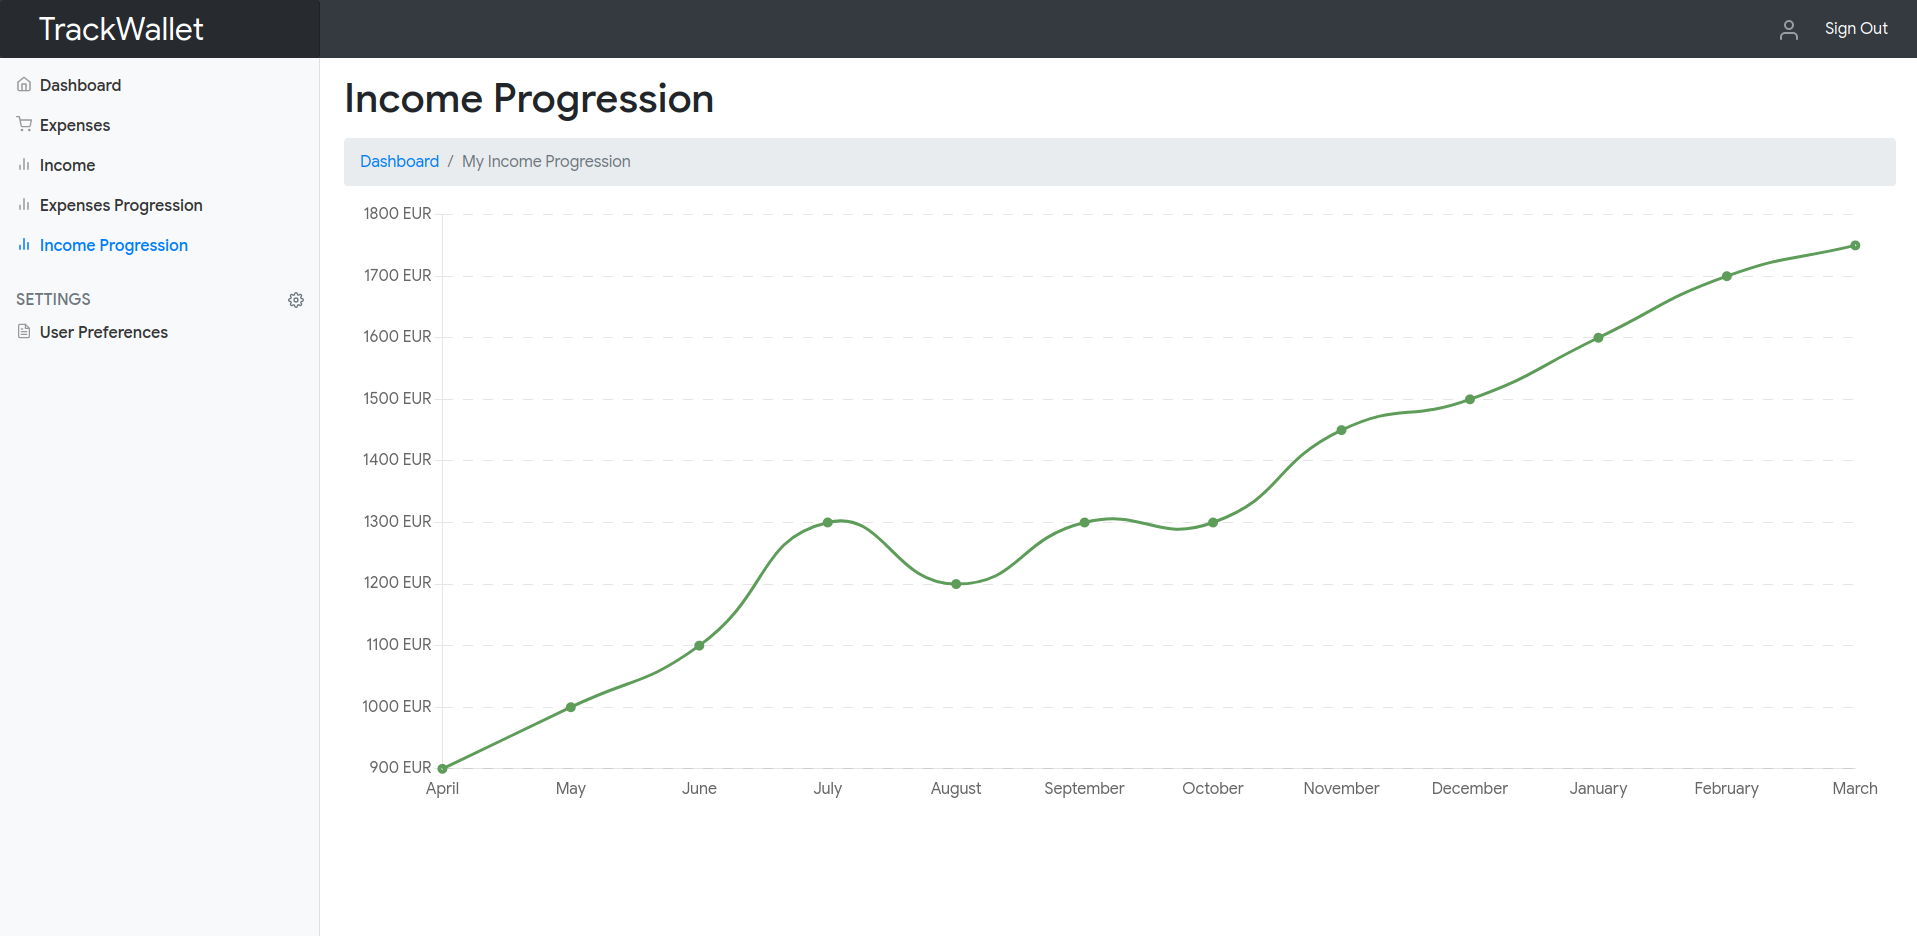 TrackWallet
Sign Out
Dashboard
Expenses
Income
Expenses Progression
Income Progression
SETTINGS
User Preferences
Income Progression
Dashboard / My Income Progression
1800 EUR
1700 EUR
1600 EUR
1500 EUR
1400 EUR
1300 EUR
1200 EUR
1100 EUR
1000 EUR
900 EUR
April May June July August September October November December January February March